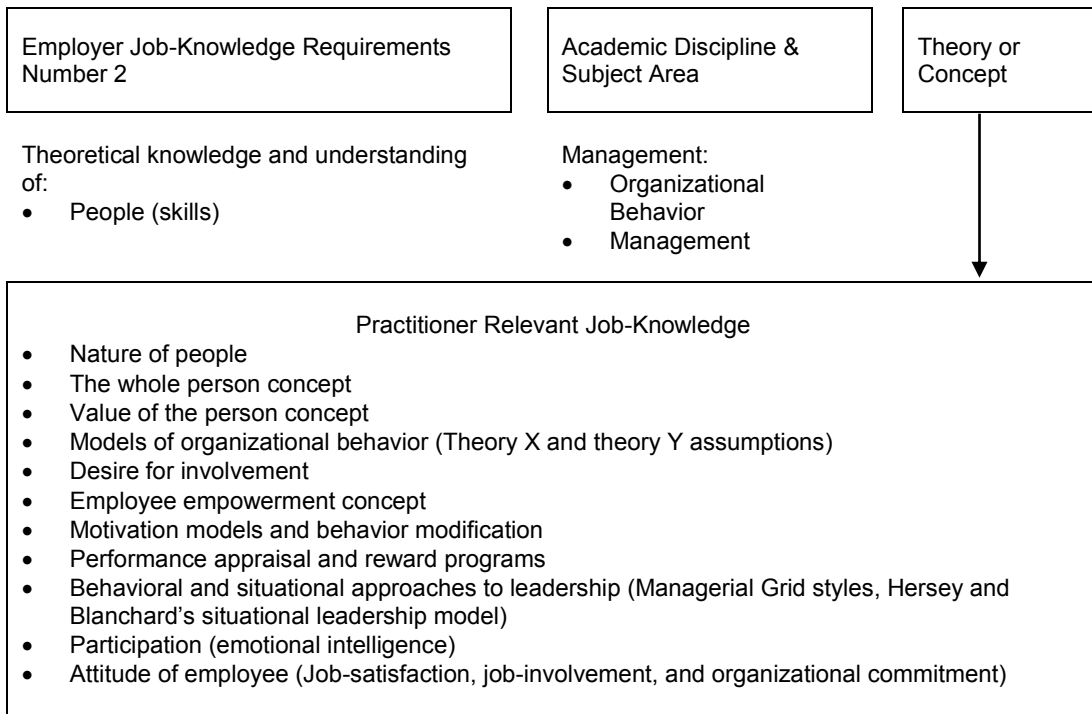 Employer Job-Knowledge Requirements
Number 2
Academic Discipline &
Subject Area
Theory or
Concept
Theoretical knowledge and understanding
of:
• People (skills)
Management:
• Organizational
Behavior
• Management
Practitioner Relevant Job-Knowledge
• Nature of people
• The whole person concept
• Value of the person concept
• Models of organizational behavior (Theory X and theory Y assumptions)
• Desire for involvement
• Employee empowerment concept
• Motivation models and behavior modification
• Performance appraisal and reward programs
• Behavioral and situational approaches to leadership (Managerial Grid styles, Hersey and
Blanchard’s situational leadership model)
• Participation (emotional intelligence)
• Attitude of employee (Job-satisfaction, job-involvement, and organizational commitment)